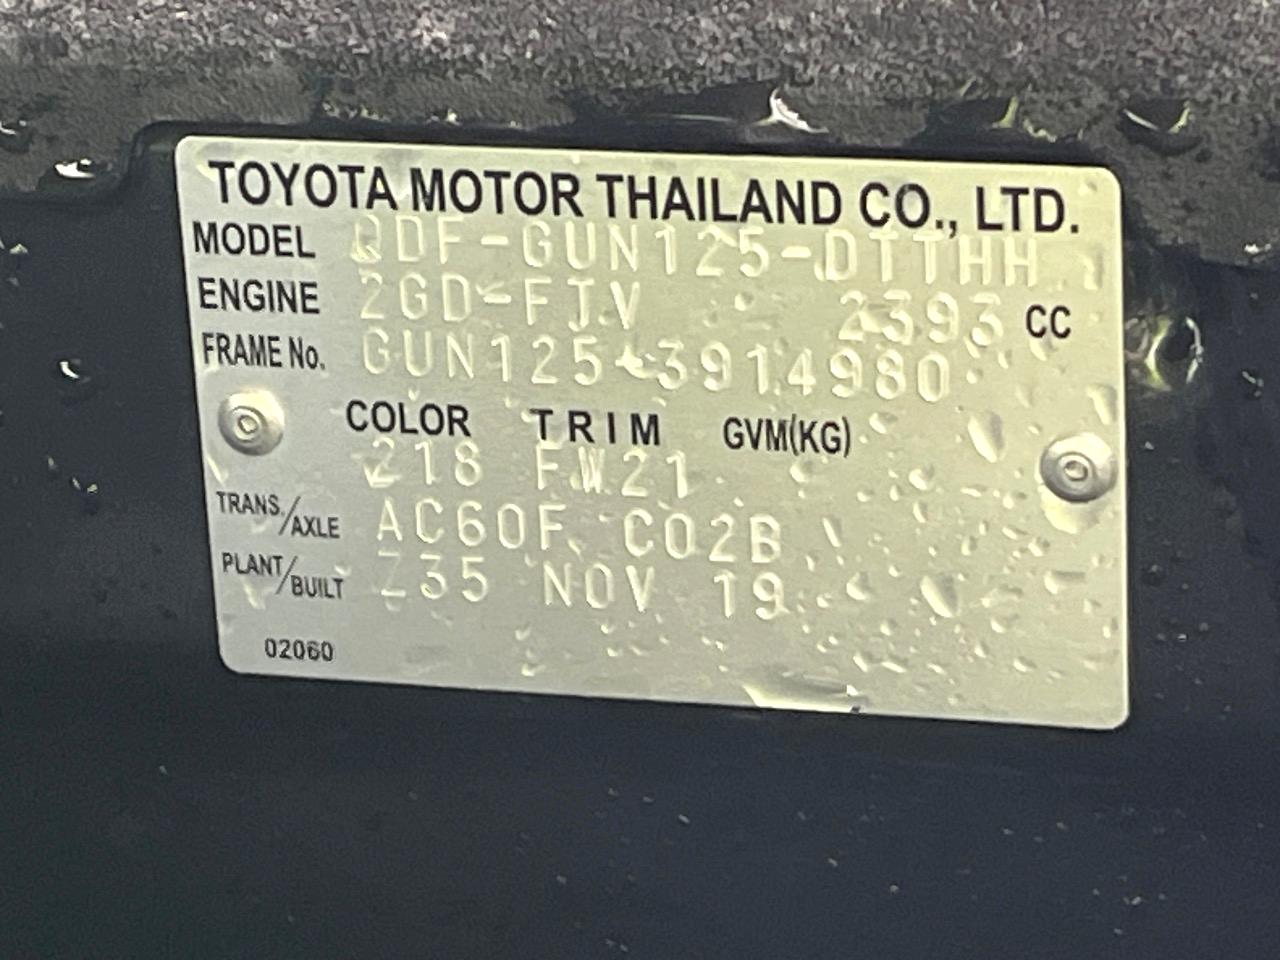 TOYOTA MOTOR THAILAND CO., LTD.
MODEL QDF-GUN125-DTTHH
ENGINE 2GD-FTV 2393 CC
FRAME No. GUN125-3914980
COLOR TRIM GVM(KG)
218 FW21
TRANS./AXLE AC60F C02B
PLANT/BUILT Z35 NOV 19
02060